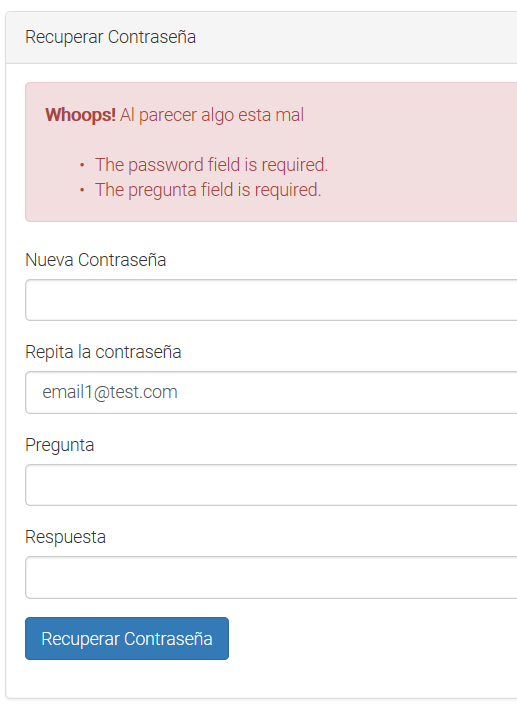 Recuperar Contraseña
Whoops! Al parecer algo esta mal
• The password field is required.
• The pregunta field is required.
Nueva Contraseña
Repita la contraseña
email1@test.com
Pregunta
Respuesta
Recuperar Contraseña